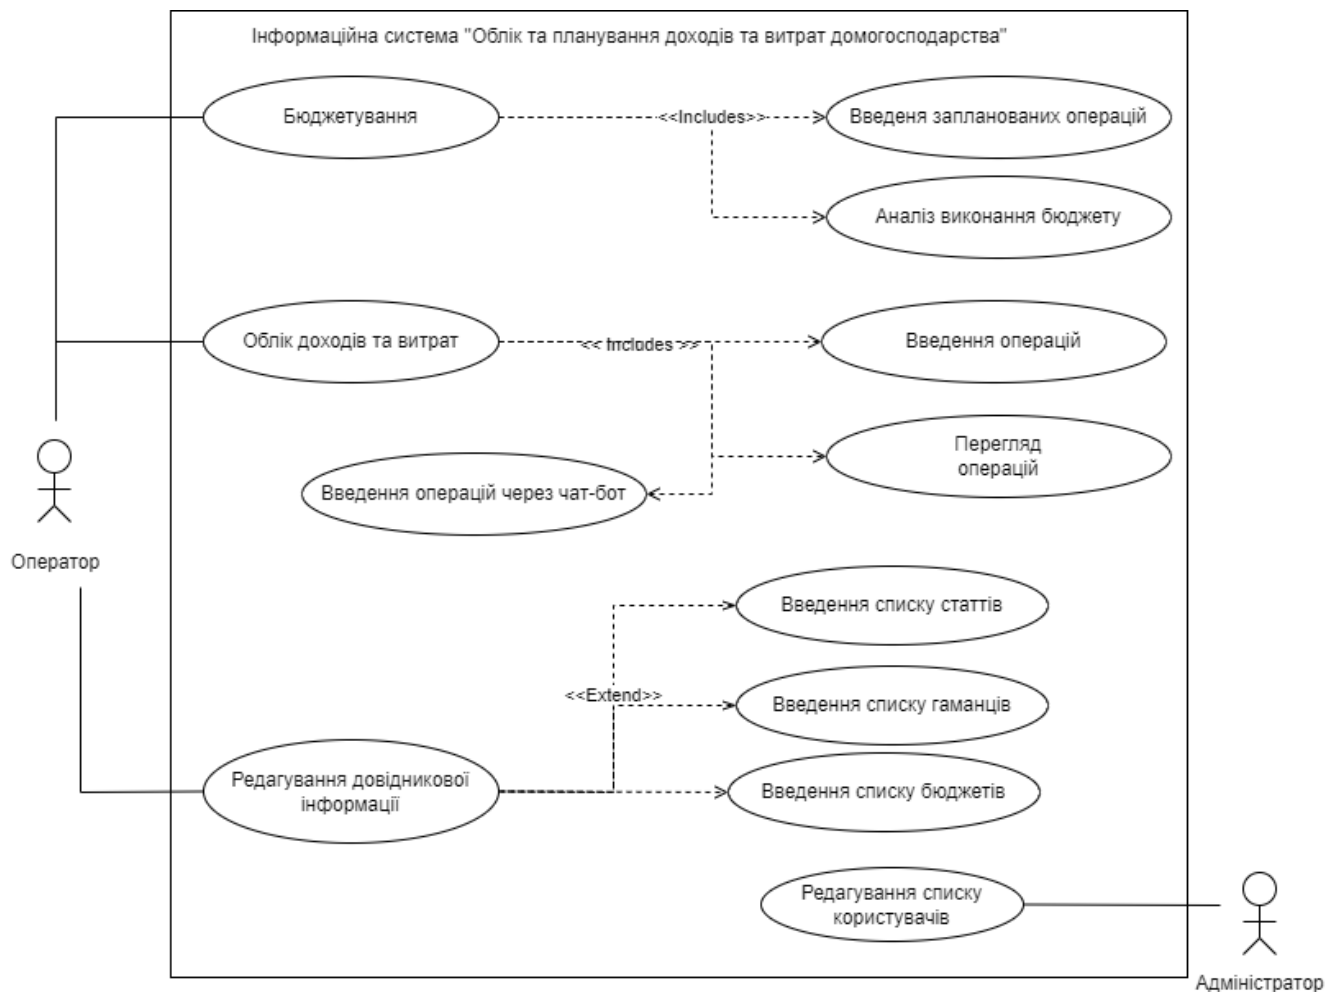 Інформаційна система "Облік та планування доходів та витрат домогосподарства"
Бюджетування
<<Includes>>
Введеня запланованих операцій
Аналіз виконання бюджету
Облік доходів та витрат
<< Includes >>
Введення операцій
Перегляд
операцій
Введення операцій через чат-бот
Оператор
Введення списку статтів
<<Extend>>
Введення списку гаманців
Редагування довідникової
інформації
Введення списку бюджетів
Редагування списку
користувачів
Адміністратор